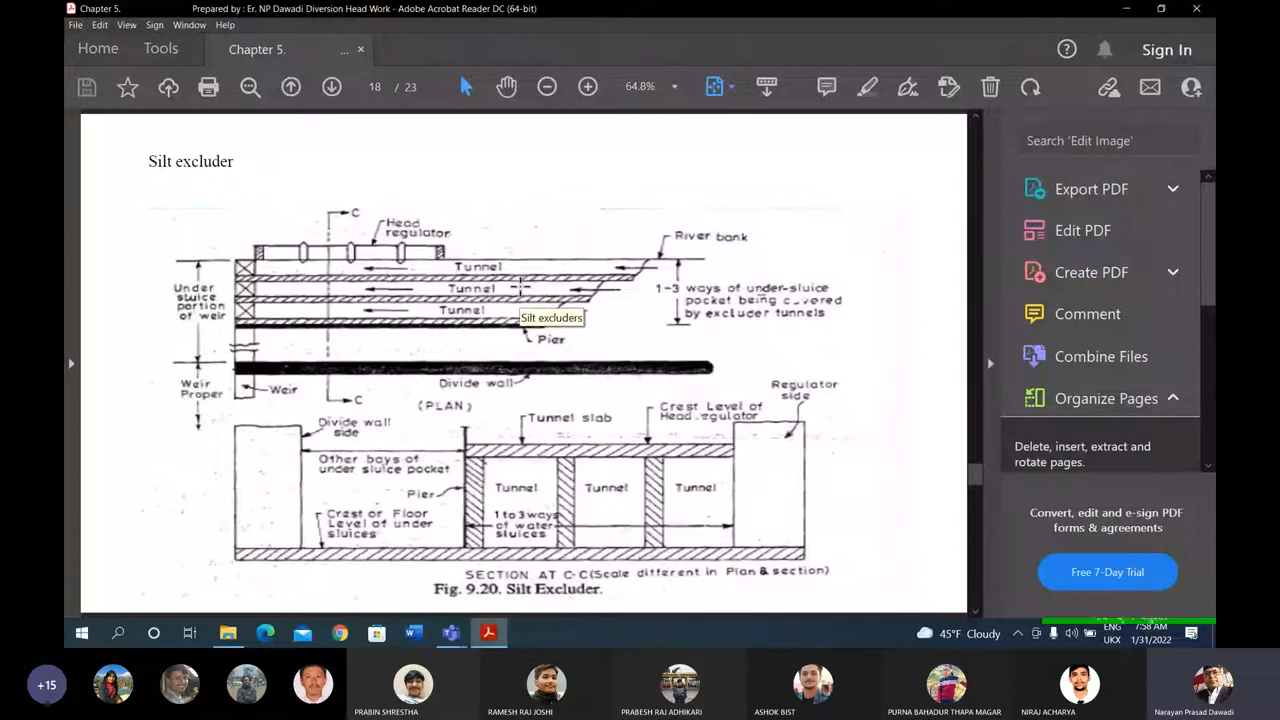 Chapter 5. Prepared by : Er. NP Dawadi Diversion Head Work - Adobe Acrobat Reader DC (64-bit)
File Edit View Sign Window Help
Home Tools Chapter 5. ... ×
Sign In
18 / 23
64.8%
Silt excluder
C
Head
regulator
River bank
Tunnel
Tunnel
Tunnel
Under
sluice
portion
of weir
1-3 ways of under-sluice
pocket being covered
by excluder tunnels
Silt excluders
Pier
Weir
Proper
Weir
Divide wall
C
(PLAN)
Regulator
side
Divide wall
side
Tunnel slab
Crest Level of
Head regulator
Other bays of
under sluice pocket
Pier
Tunnel
Tunnel
Tunnel
Crest or Floor
Level of under
sluices
1 to 3 ways
of water
sluices
SECTION AT C-C (Scale different in Plan & section)
Fig. 9.20. Silt Excluder.
Search 'Edit Image'
Export PDF
Edit PDF
Create PDF
Comment
Combine Files
Organize Pages
Delete, insert, extract and
rotate pages.
Convert, edit and e-sign PDF
forms & agreements
Free 7-Day Trial
45°F Cloudy
ENG
UKX
7:58 AM
1/31/2022
+15
PRABIN SHRESTHA
RAMESH RAJ JOSHI
PRABESH RAJ ADHIKARI
ASHOK BIST
PURNA BAHADUR THAPA MAGAR
NIRAJ ACHARYA
Narayan Prasad Dawadi